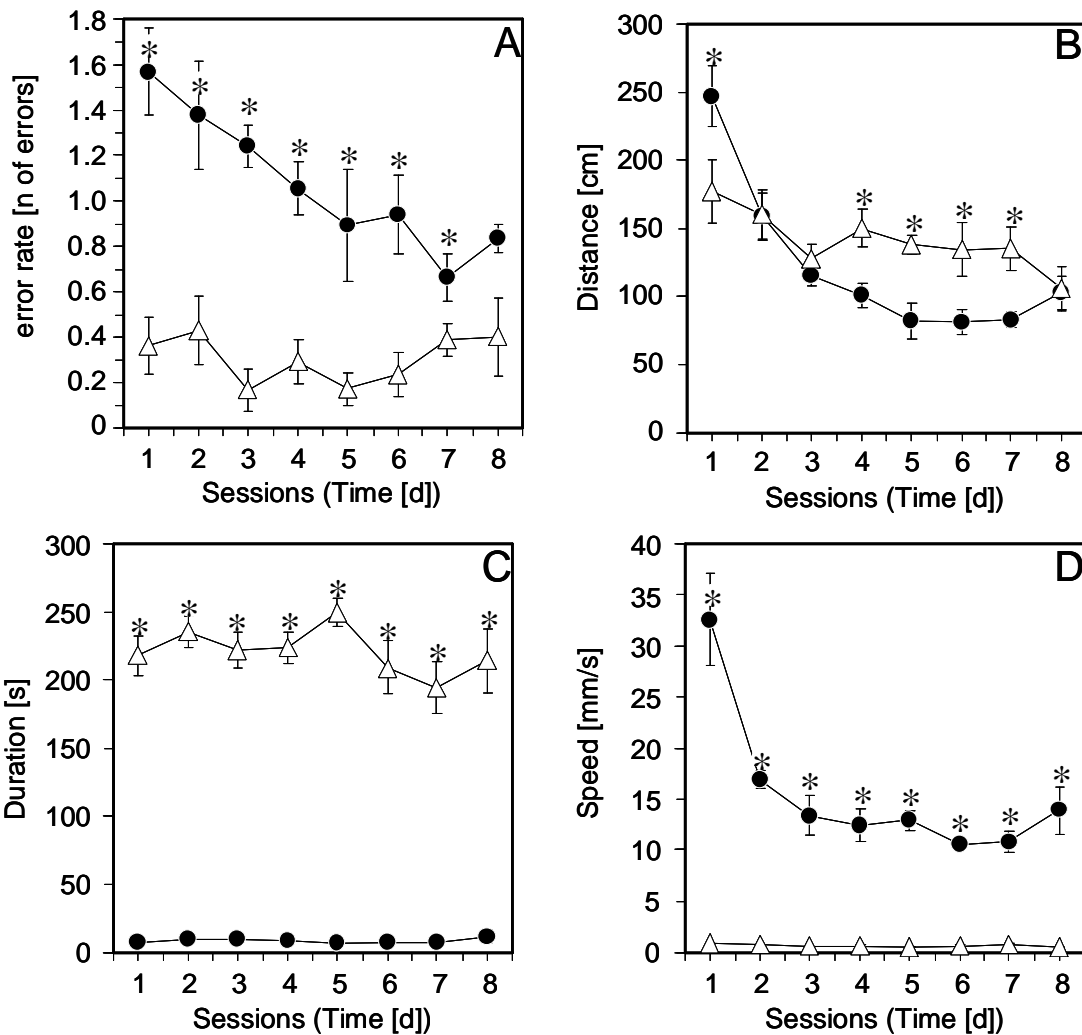 A
error rate [n of errors]
1.8
1.6
1.4
1.2
1.0
0.8
0.6
0.4
0.2
0
* * * * * * *
1 2 3 4 5 6 7 8
Sessions (Time [d])
B
Distance [cm]
300
250
200
150
100
50
0
* * * * *
1 2 3 4 5 6 7 8
Sessions (Time [d])
C
Duration [s]
300
250
200
150
100
50
0
* * * * * * * *
1 2 3 4 5 6 7 8
Sessions (Time [d])
D
Speed [mm/s]
40
35
30
25
20
15
10
5
0
* * * * * * * *
1 2 3 4 5 6 7 8
Sessions (Time [d])